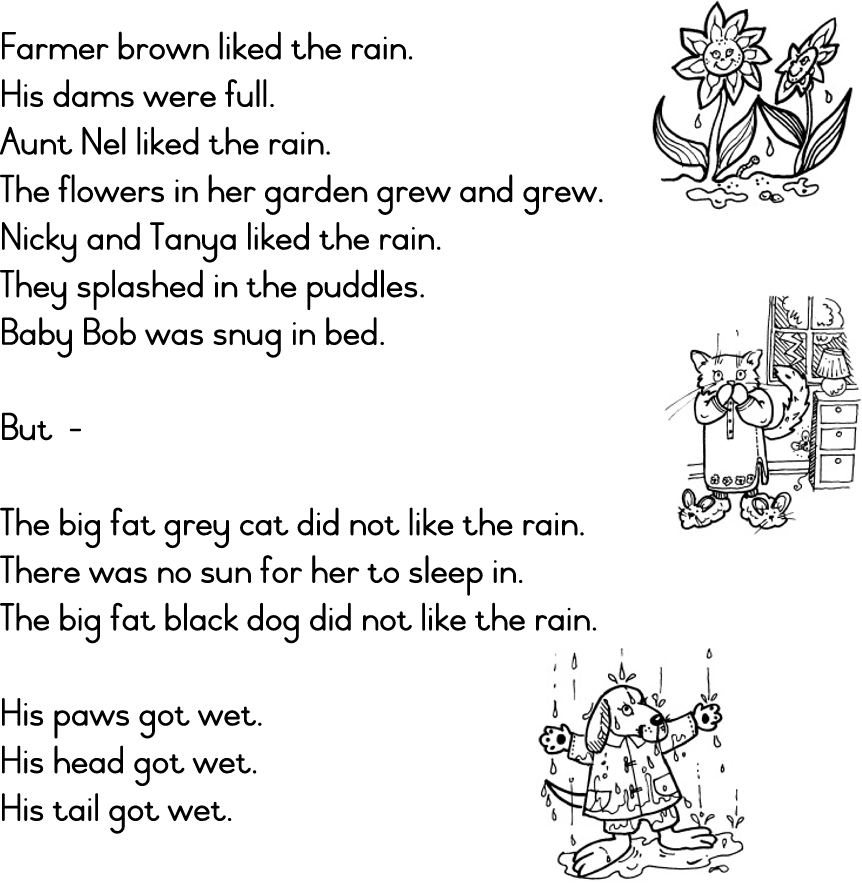 Farmer brown liked the rain.
His dams were full.
Aunt Nel liked the rain.
The flowers in her garden grew and grew.
Nicky and Tanya liked the rain.
They splashed in the puddles.
Baby Bob was snug in bed.
But -
The big fat grey cat did not like the rain.
There was no sun for her to sleep in.
The big fat black dog did not like the rain.
His paws got wet.
His head got wet.
His tail got wet.